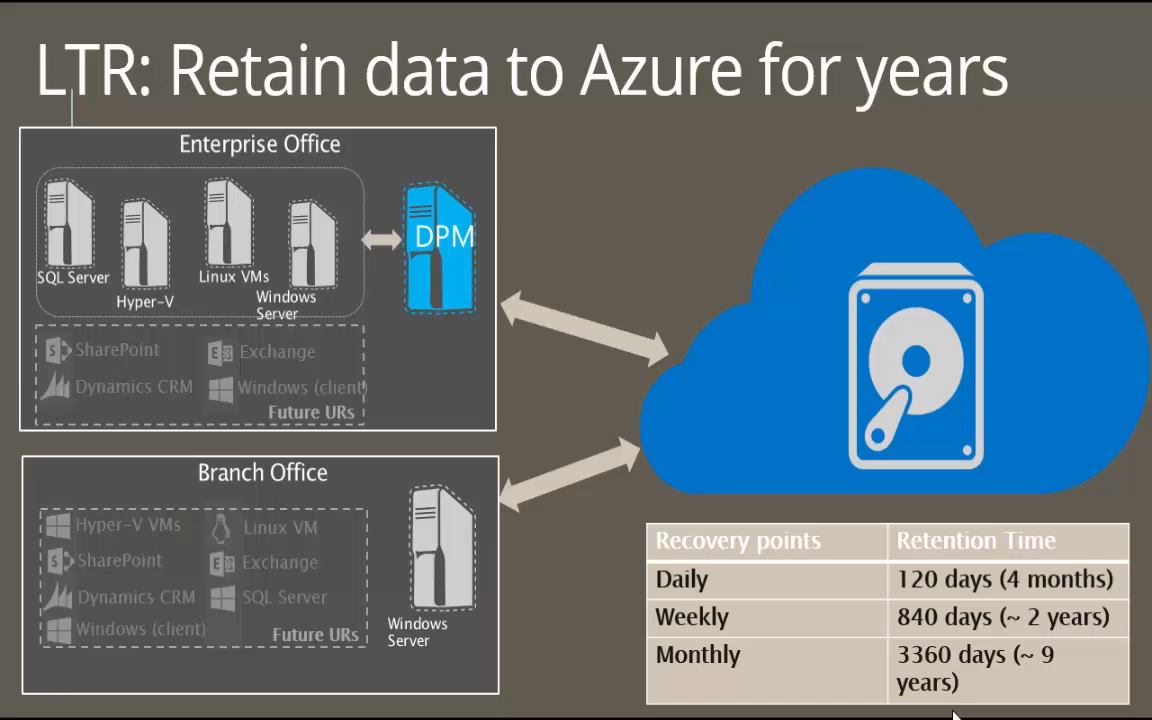 LTR: Retain data to Azure for years
Enterprise Office
SQL Server
Hyper-V
Linux VMs
Windows
Server
DPM
SharePoint
Exchange
Dynamics CRM
Windows (client)
Future URs
Branch Office
Hyper-V VMs
Linux VM
SharePoint
Exchange
Dynamics CRM
SQL Server
Windows (client)
Future URs
Windows
Server
Recovery points Retention Time
Daily 120 days (4 months)
Weekly 840 days (~ 2 years)
Monthly 3360 days (~ 9
years)